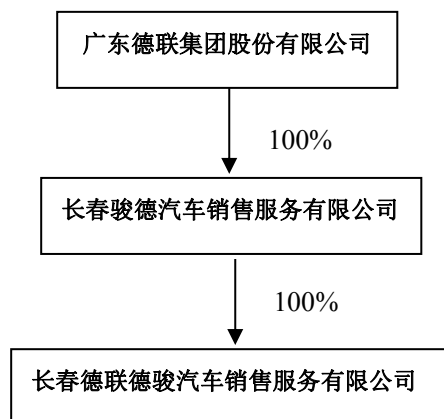 广东德联集团股份有限公司
100%
长春骏德汽车销售服务有限公司
100%
长春德联德骏汽车销售服务有限公司